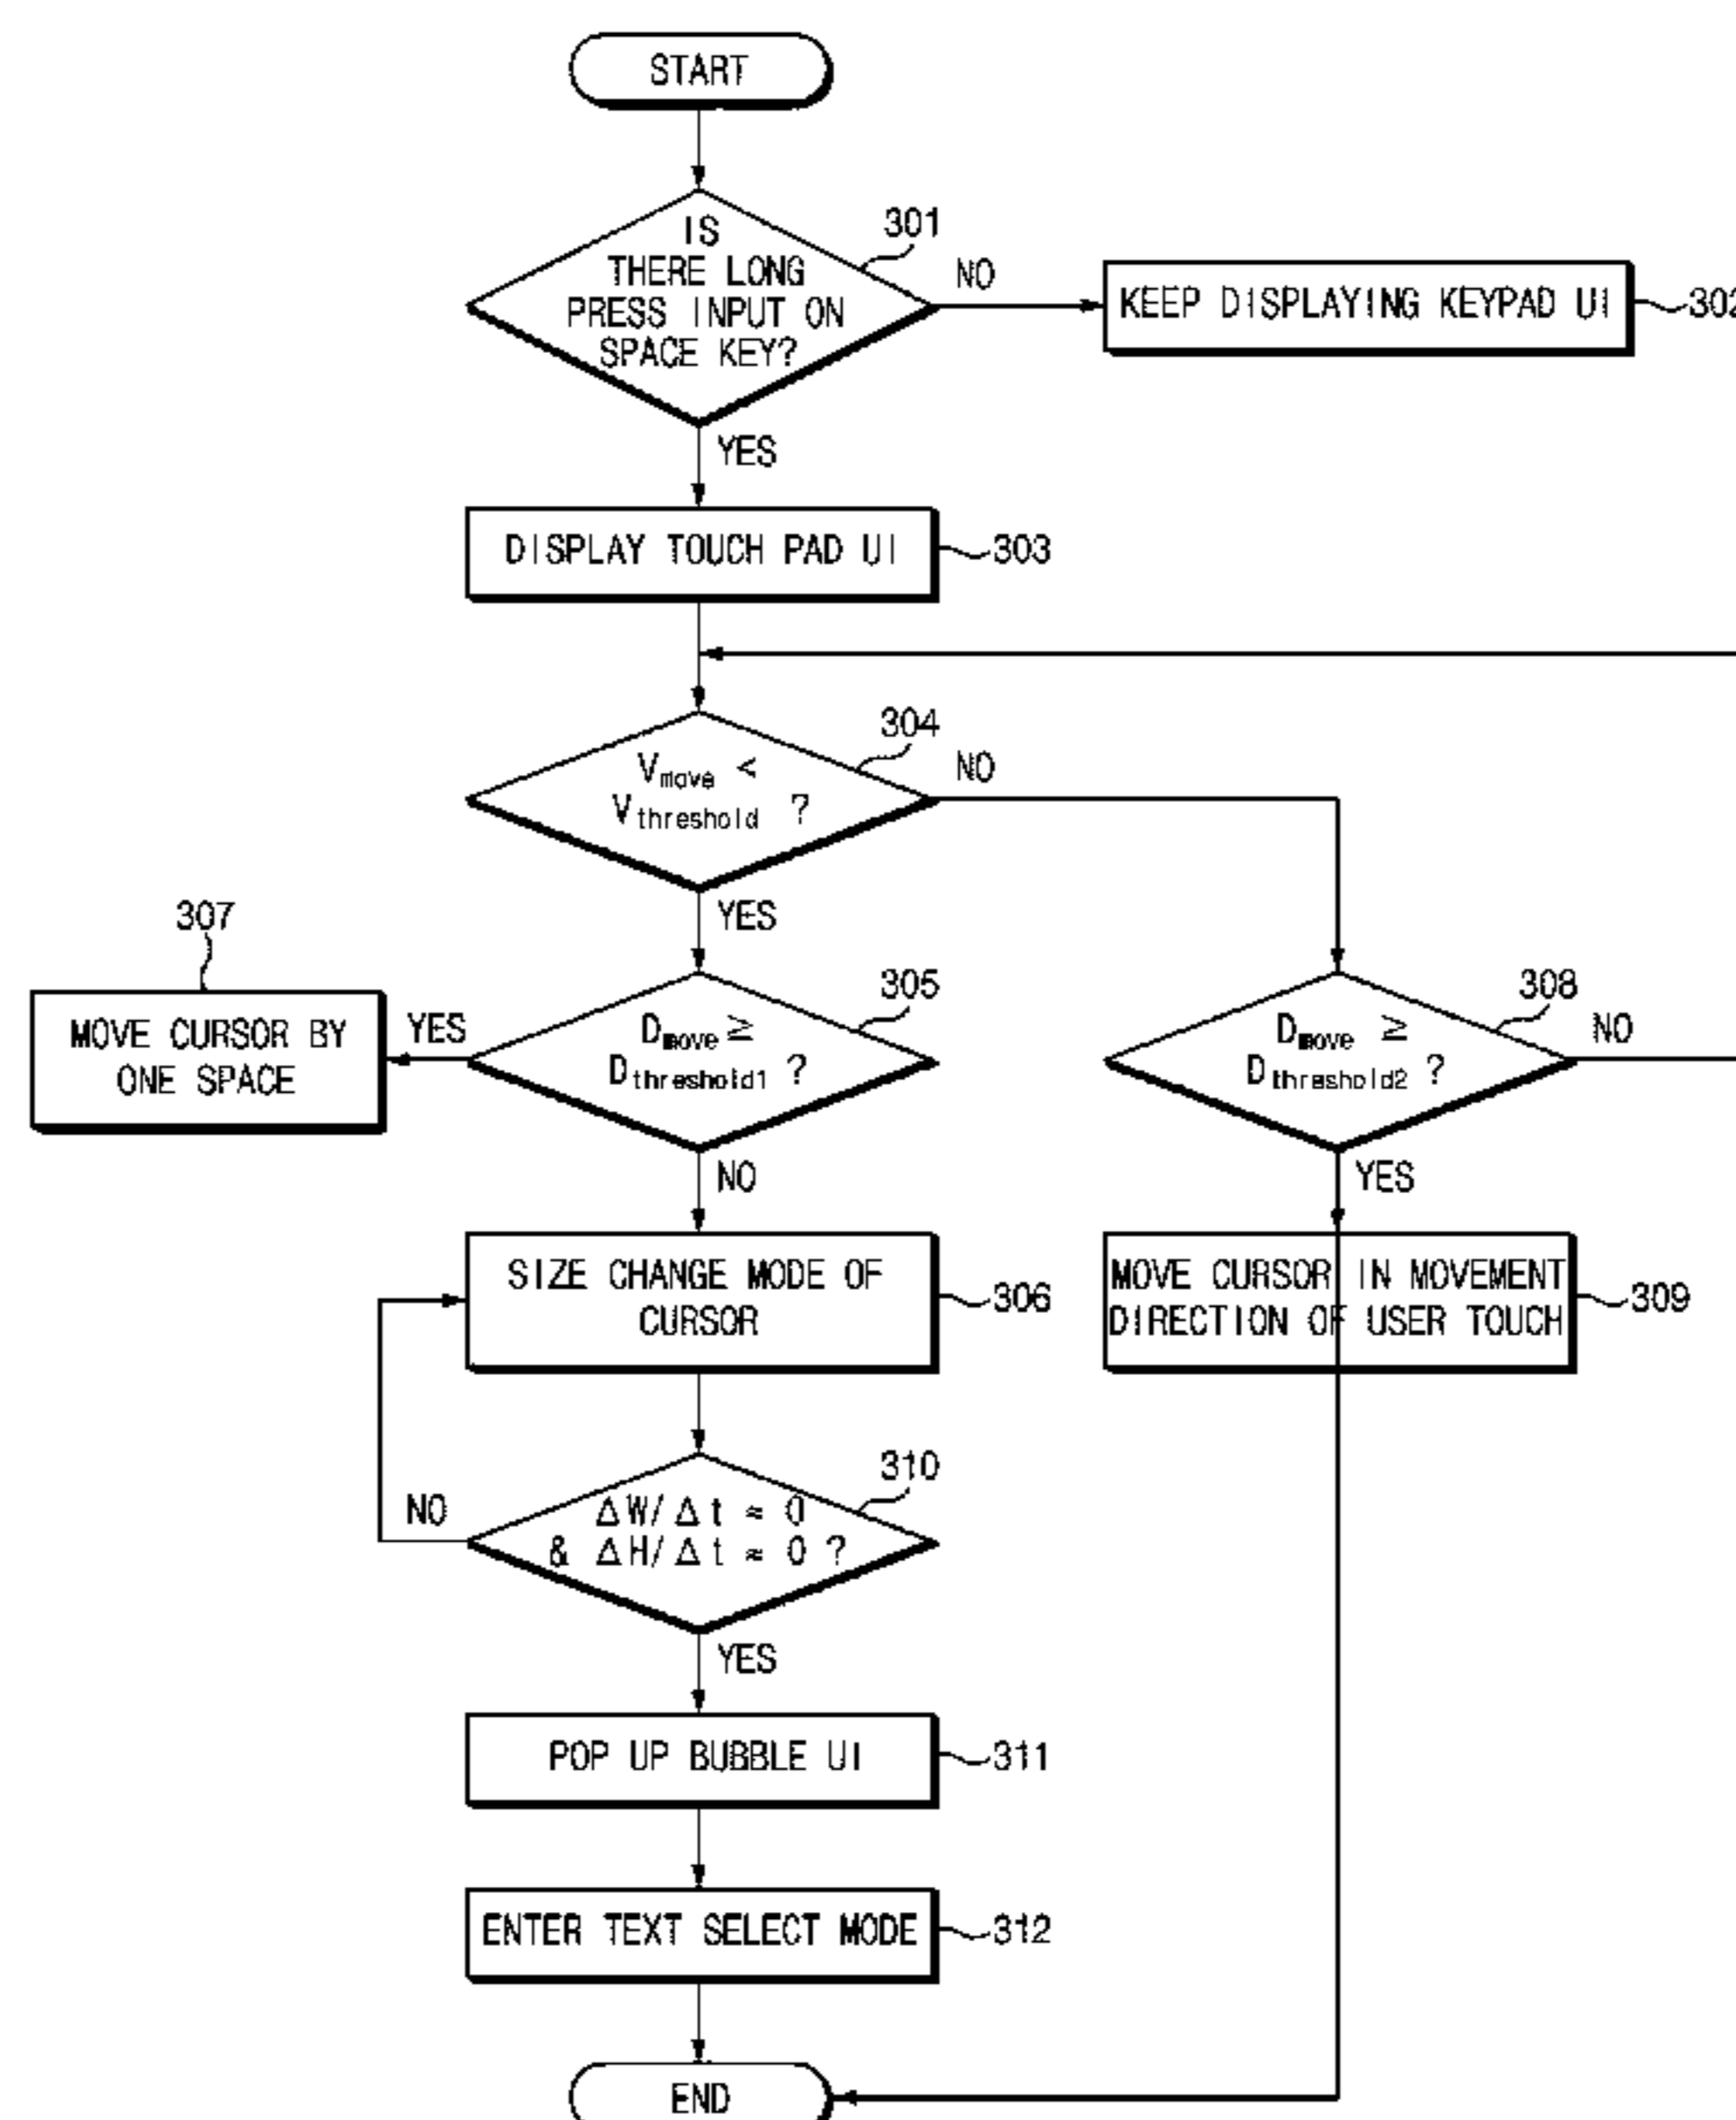 START
IS
THERE LONG
PRESS INPUT ON
SPACE KEY?
301
NO
KEEP DISPLAYING KEYPAD UI
302
YES
DISPLAY TOUCH PAD UI
303
Vmove <
Vthreshold ?
304
NO
YES
307
MOVE CURSOR BY
ONE SPACE
YES
Dmove ≥
Dthreshold1 ?
305
Dmove ≥
Dthreshold2 ?
308
NO
NO
YES
SIZE CHANGE MODE OF
CURSOR
306
MOVE CURSOR IN MOVEMENT
DIRECTION OF USER TOUCH
309
NO
ΔW/Δt ≈ 0
& ΔH/Δt ≈ 0 ?
310
YES
POP UP BUBBLE UI
311
ENTER TEXT SELECT MODE
312
END